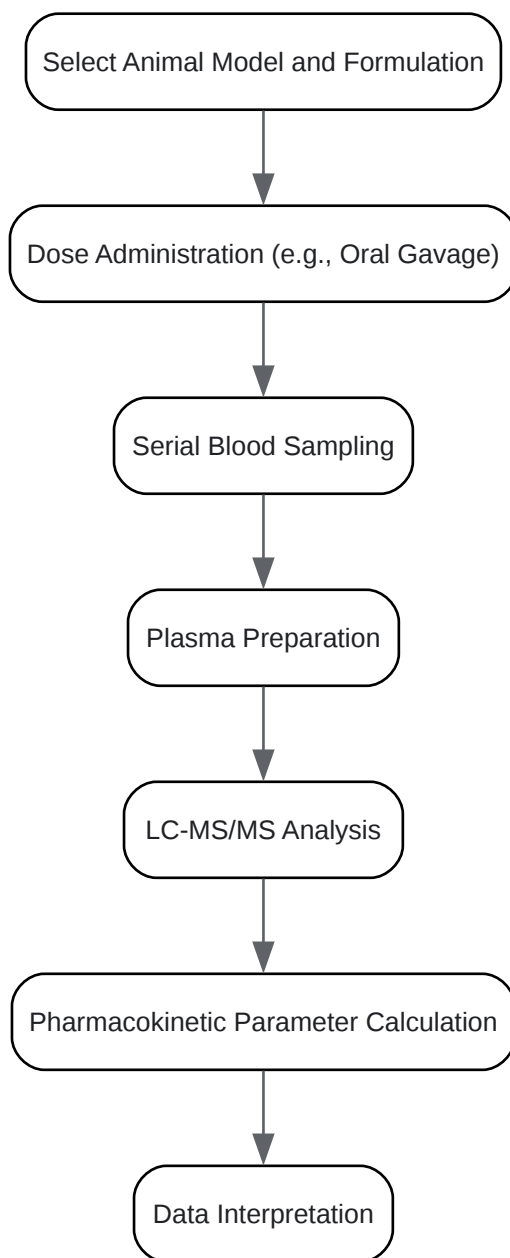 Select Animal Model and Formulation
Dose Administration (e.g., Oral Gavage)
Serial Blood Sampling
Plasma Preparation
LC-MS/MS Analysis
Pharmacokinetic Parameter Calculation
Data Interpretation